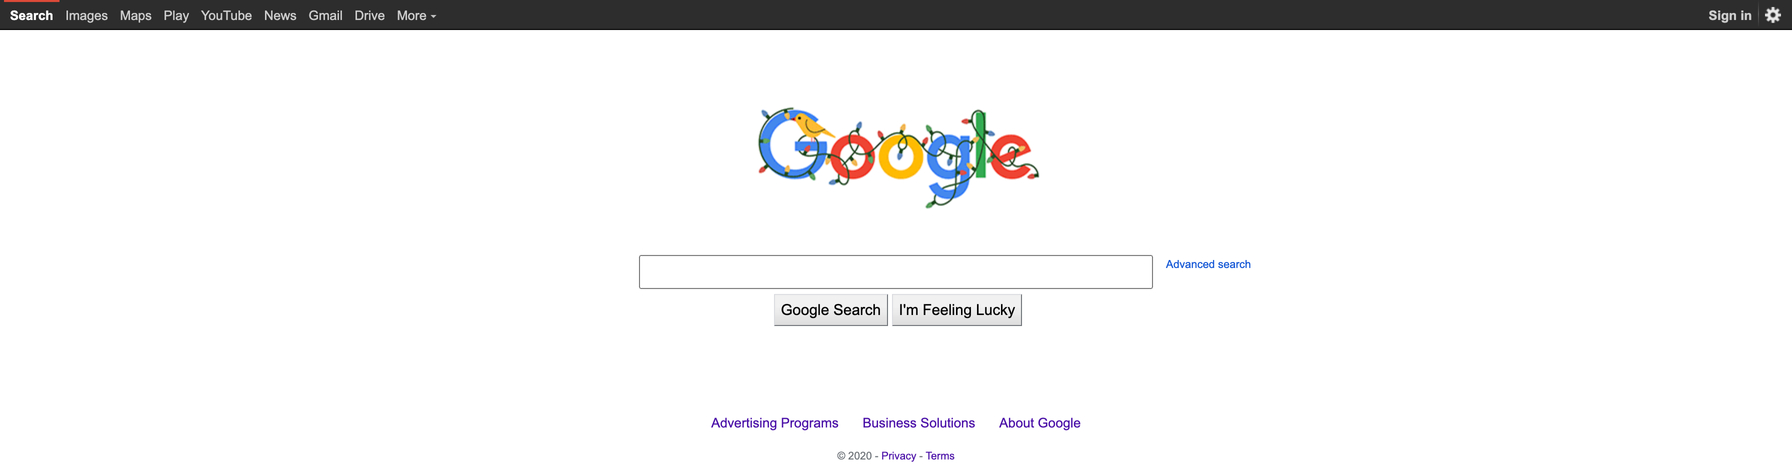 Search Images Maps Play YouTube News Gmail Drive More Sign in
Google
Advanced search
Google Search I'm Feeling Lucky
Advertising Programs Business Solutions About Google
© 2020 - Privacy - Terms